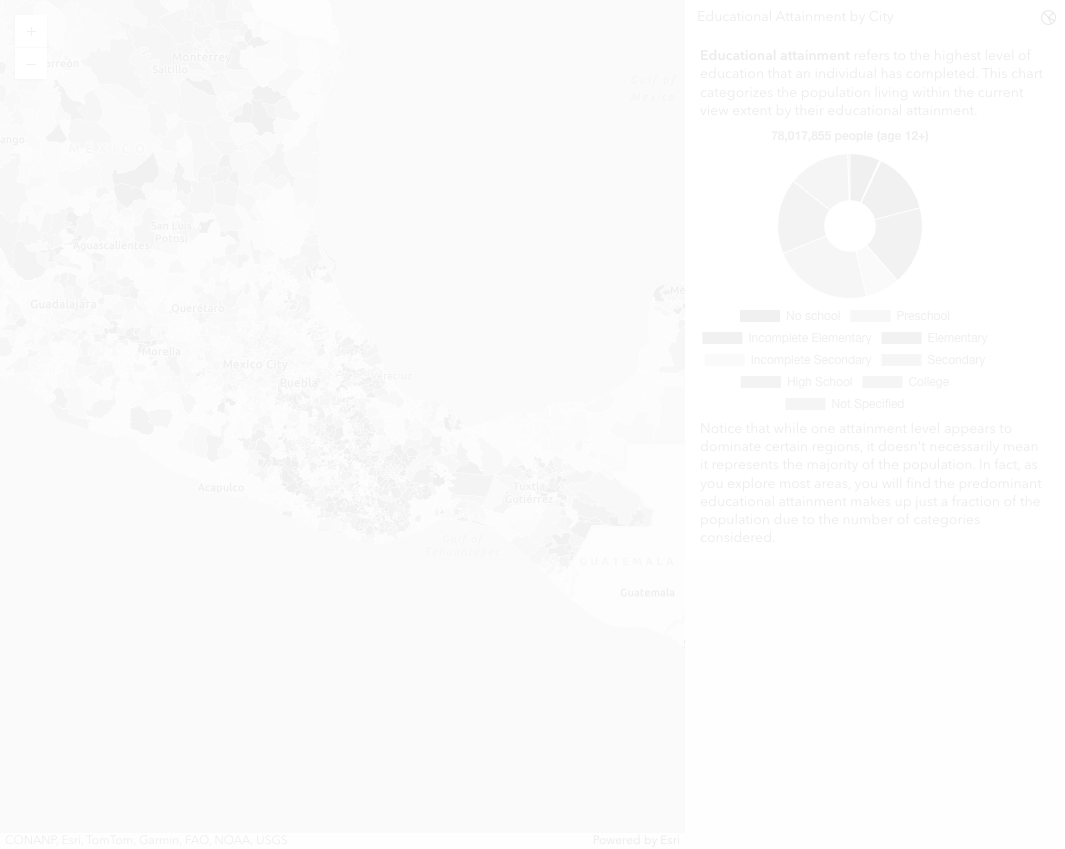 Educational Attainment by City
Educational attainment refers to the highest level of
education that an individual has completed. This chart
categorizes the population living within the current
view extent by their educational attainment.
78,017,855 people (age 12+)
No school Preschool
Incomplete Elementary Elementary
Incomplete Secondary Secondary
High School College
Not Specified
Notice that while one attainment level appears to
dominate certain regions, it doesn't necessarily mean
it represents the majority of the population. In fact, as
you explore most areas, you will find the predominant
educational attainment makes up just a fraction of the
population due to the number of categories
considered.
+
−
Monterre
Saltillo
rreón
Gulf of
Mexico
ango
MEXICO
San Luis
Potosí
Aguascalientes
Guadalajara
Querétaro
Mé
Morelia
Mexico City
Xalapa
Puebla
Veracruz
Acapulco
Tuxtla
Gutiérrez
Gulf of
Tehuantepec
GUATEMALA
Guatemala
CONANP, Esri, TomTom, Garmin, FAO, NOAA, USGS
Powered by Esri